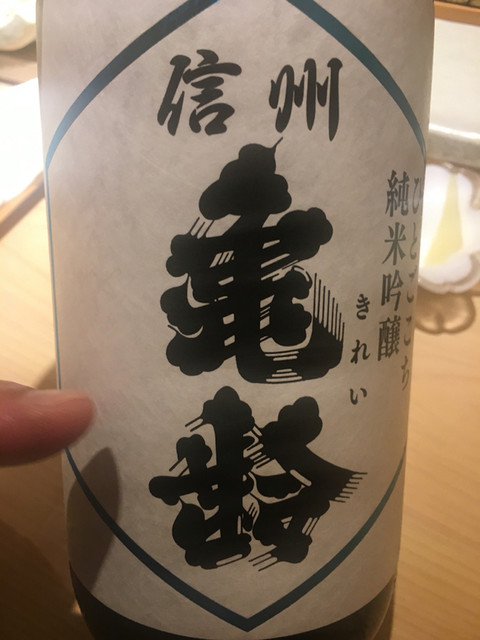 信州
亀齢
きれい
ひとごこち
純米吟醸